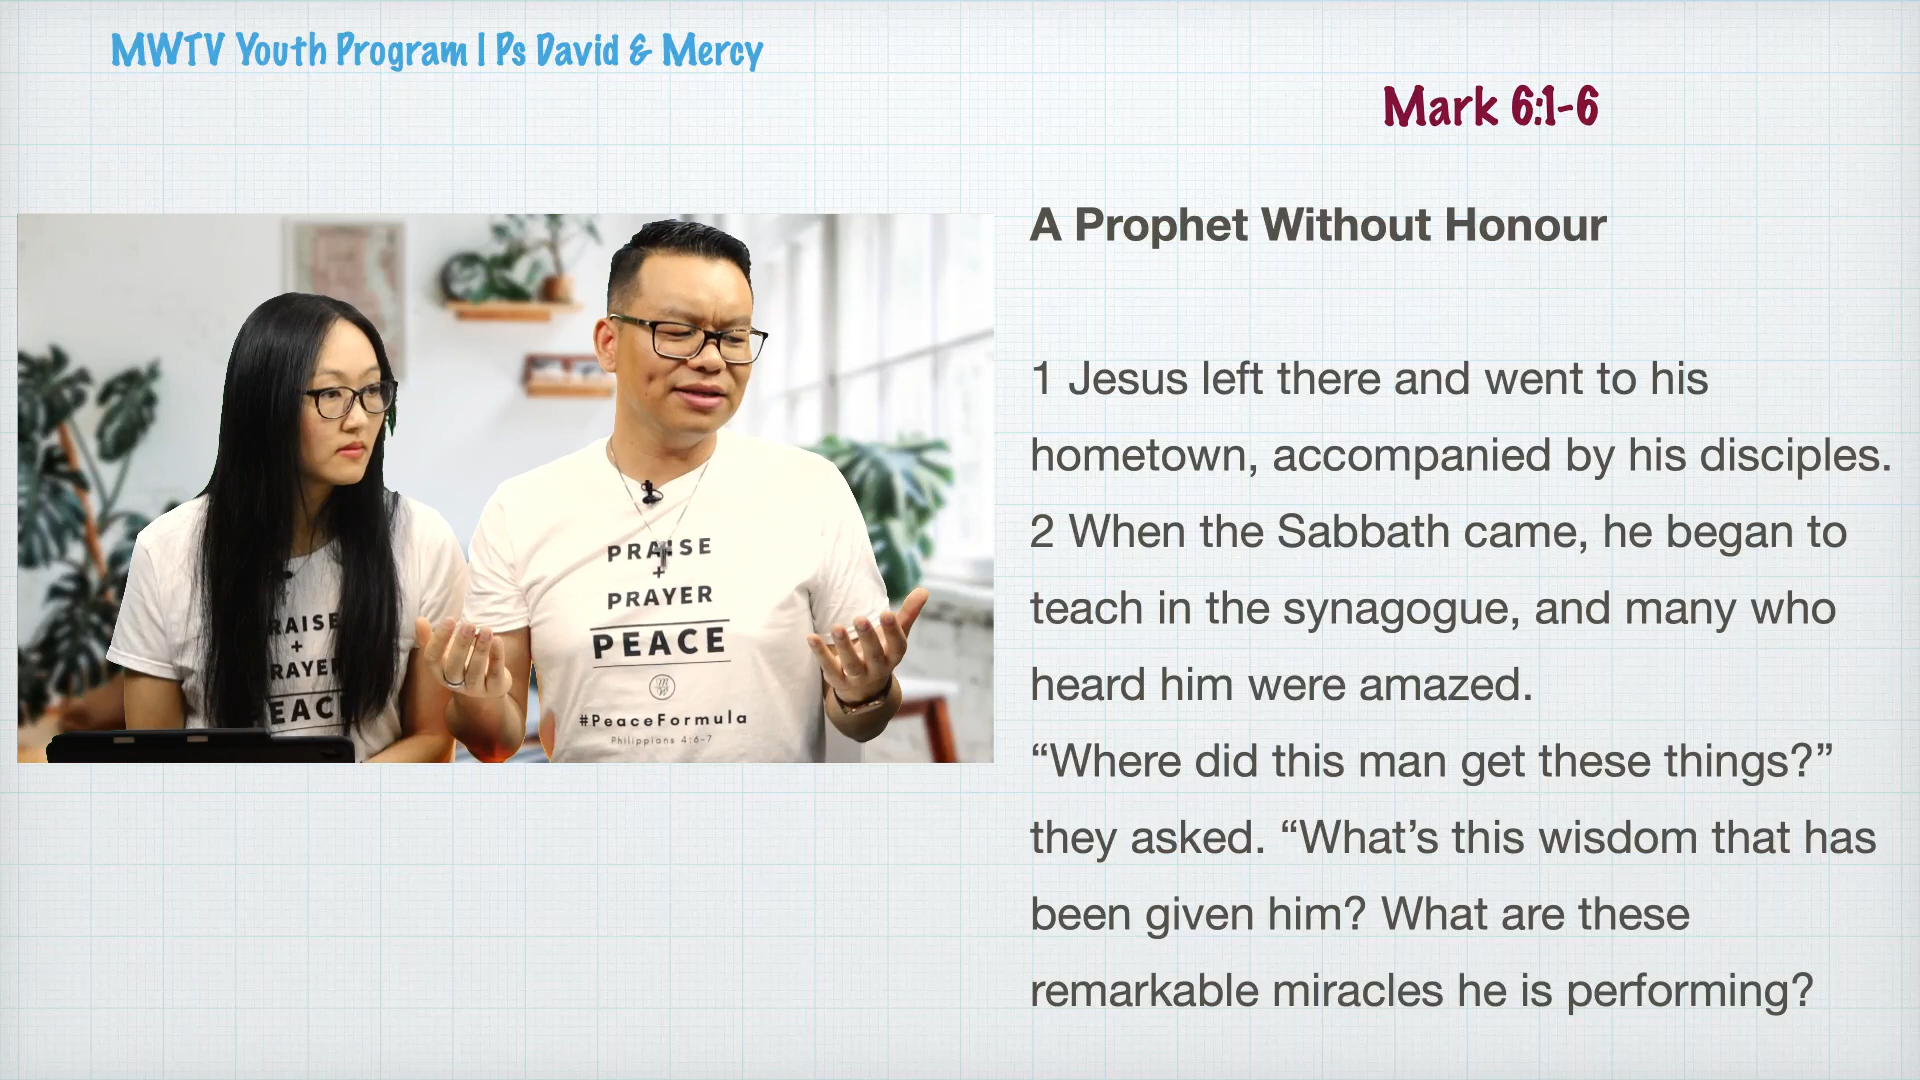 MWTV Youth Program | Ps David & Mercy
Mark 6:1-6
A Prophet Without Honour
1 Jesus left there and went to his
hometown, accompanied by his disciples.
2 When the Sabbath came, he began to
teach in the synagogue, and many who
heard him were amazed.
“Where did this man get these things?”
they asked. “What’s this wisdom that has
been given him? What are these
remarkable miracles he is performing?
PRAISE
+
PRAYER
PEACE
#PeaceFormula
Philippians 4:6-7
RAISE
+
RAYER
EAC